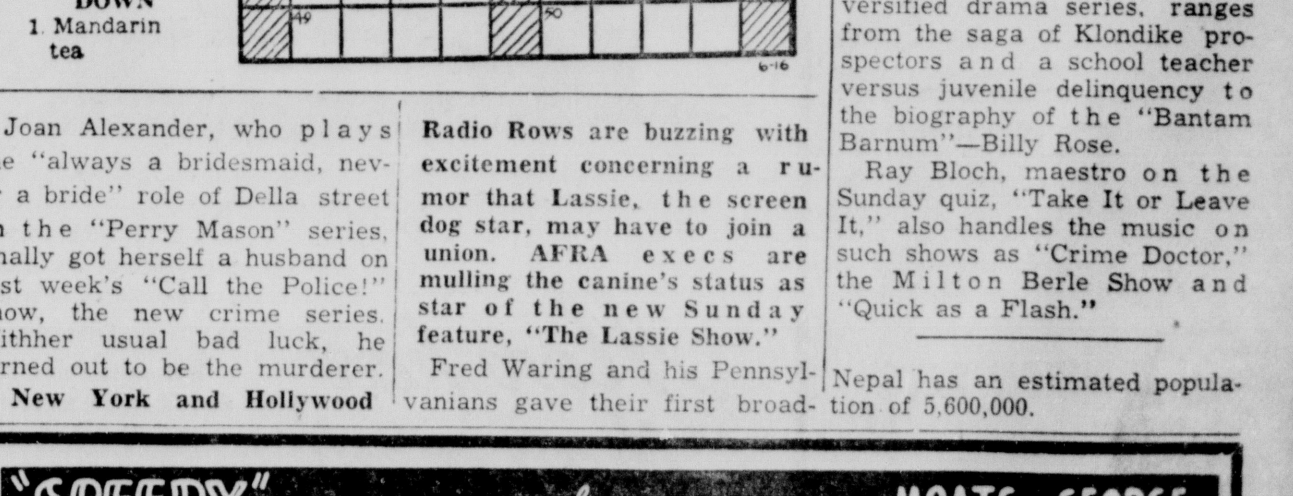 DOWN
1. Mandarin
tea
49
50
6-16
Joan Alexander, who plays
"always a bridesmaid, nev-
a bride" role of Della street
the "Perry Mason" series,
got herself a husband on
week's "Call the Police!"
the new crime series.
usual bad luck, he
out to be the murderer.
New York and Hollywood
Radio Rows are buzzing with
excitement concerning a ru-
mor that Lassie, the screen
dog star, may have to join a
union. AFRA execs are
mulling the canine's status as
star of the new Sunday
feature, "The Lassie Show."
Fred Waring and his Pennsyl-
vanians gave their first broad-
versified drama series, ranges
from the saga of Klondike pro-
spectors and a school teacher
versus juvenile delinquency to
the biography of the "Bantam
Barnum"—Billy Rose.
Ray Bloch, maestro on the
Sunday quiz, "Take It or Leave
It," also handles the music on
such shows as "Crime Doctor,"
the Milton Berle Show and
"Quick as a Flash."
Nepal has an estimated popula-
tion of 5,600,000.
"SPEEDY"